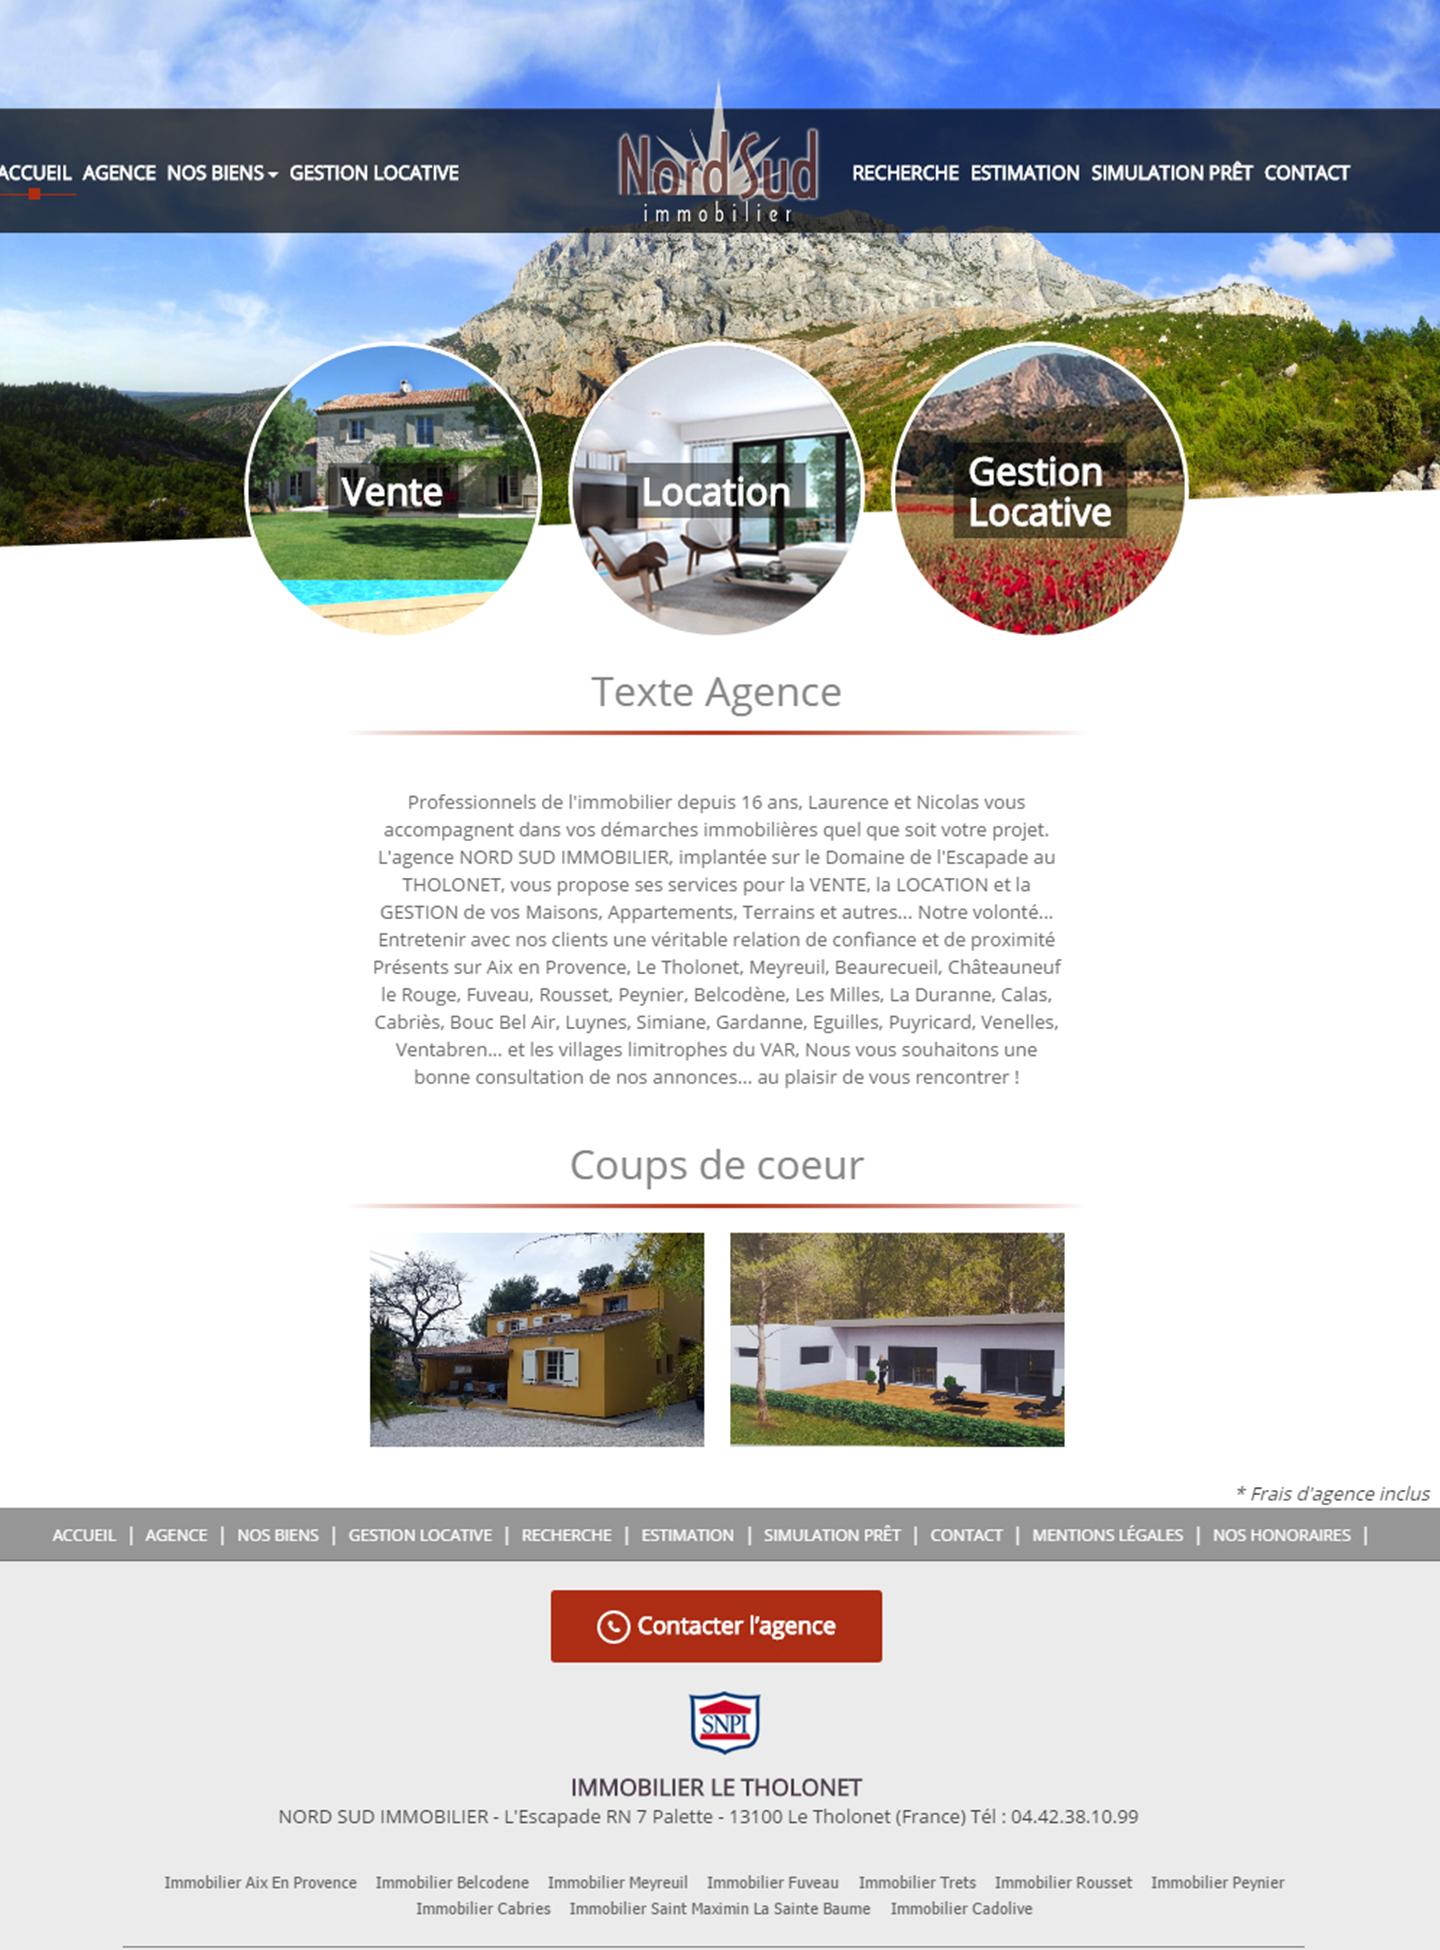 ACCUEIL AGENCE NOS BIENS GESTION LOCATIVE
Nord Sud
immobilier
RECHERCHE ESTIMATION SIMULATION PRÊT CONTACT
Vente
Location
Gestion
Locative
Texte Agence
Professionnels de l'immobilier depuis 16 ans, Laurence et Nicolas vous
accompagnent dans vos démarches immobilières quel que soit votre projet.
L'agence NORD SUD IMMOBILIER, implantée sur le Domaine de l'Escapade au
THOLONET, vous propose ses services pour la VENTE, la LOCATION et la
GESTION de vos Maisons, Appartements, Terrains et autres... Notre volonté...
Entretenir avec nos clients une véritable relation de confiance et de proximité
Présents sur Aix en Provence, Le Tholonet, Meyreuil, Beaurecueil, Châteauneuf
le Rouge, Fuveau, Rousset, Peynier, Belcodène, Les Milles, La Duranne, Calas,
Cabriès, Bouc Bel Air, Luynes, Simiane, Gardanne, Eguilles, Puyricard, Venelles,
Ventabren... et les villages limitrophes du VAR, Nous vous souhaitons une
bonne consultation de nos annonces... au plaisir de vous rencontrer !
Coups de coeur
* Frais d'agence inclus
ACCUEIL | AGENCE | NOS BIENS | GESTION LOCATIVE | RECHERCHE | ESTIMATION | SIMULATION PRÊT | CONTACT | MENTIONS LÉGALES | NOS HONORAIRES |
Contacter l'agence
SNPI
IMMOBILIER LE THOLONET
NORD SUD IMMOBILIER - L'Escapade RN 7 Palette - 13100 Le Tholonet (France) Tél : 04.42.38.10.99
Immobilier Aix En Provence Immobilier Belcodene Immobilier Meyreuil Immobilier Fuveau Immobilier Trets Immobilier Rousset Immobilier Peynier
Immobilier Cabries Immobilier Saint Maximin La Sainte Baume Immobilier Cadolive